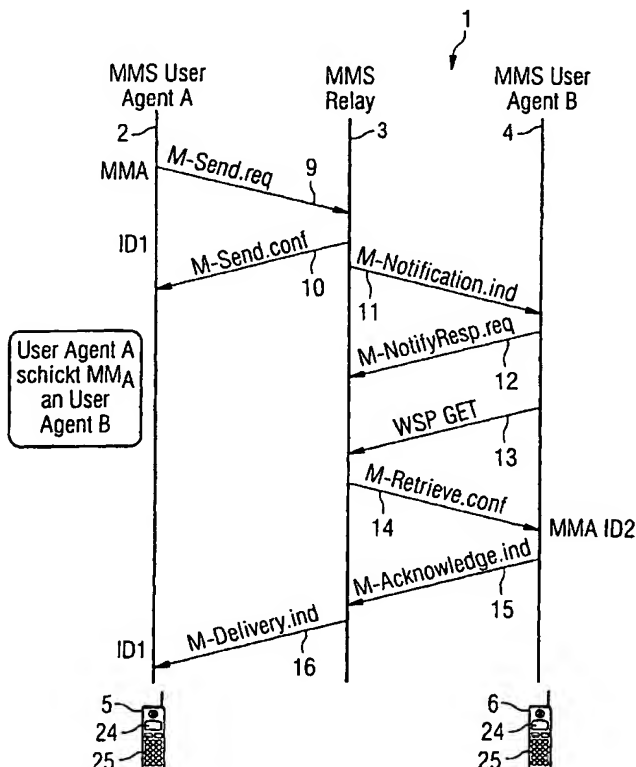 1
MMS User
Agent A
MMS
Relay
MMS User
Agent B
2
3
4
MMA
M-Send.req
9
ID1
M-Send.conf
10
M-Notification.ind
11
User Agent A
schickt MMA
an User
Agent B
M-NotifyResp.req
12
WSP GET
13
M-Retrieve.conf
14
MMA ID2
M-Acknowledge.ind
15
ID1
M-Delivery.ind
16
5
24
25
6
24
25